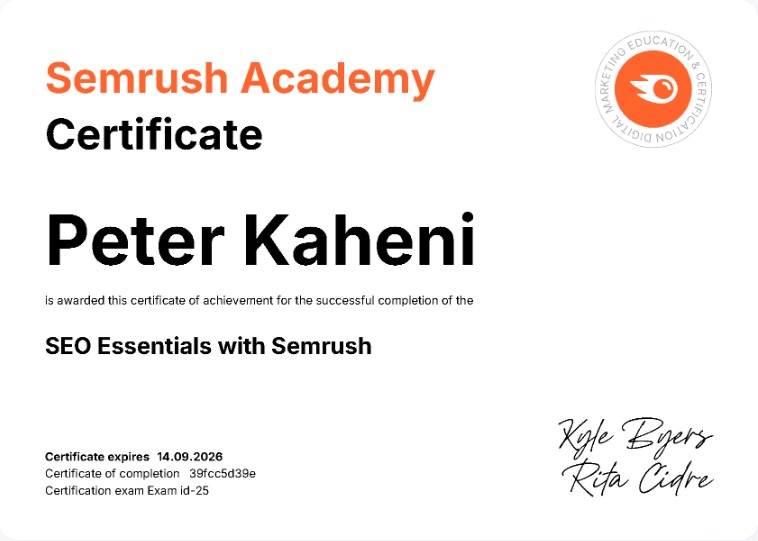 Semrush Academy
Certificate
DIGITAL MARKETING EDUCATION & CERTIFICATION
Peter Kaheni
is awarded this certificate of achievement for the successful completion of the
SEO Essentials with Semrush
Certificate expires 14.09.2026
Certificate of completion 39fcc5d39e
Certification exam Exam id-25
Kyle Byers
Rita Cidre